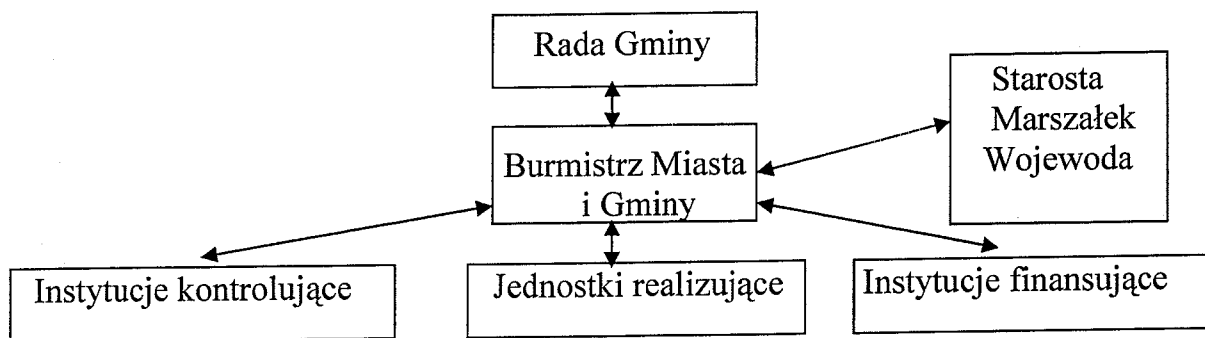 Rada Gminy
Starosta
Marszałek
Wojewoda
Burmistrz Miasta
i Gminy
Instytucje kontrolujące
Jednostki realizujące
Instytucje finansujące